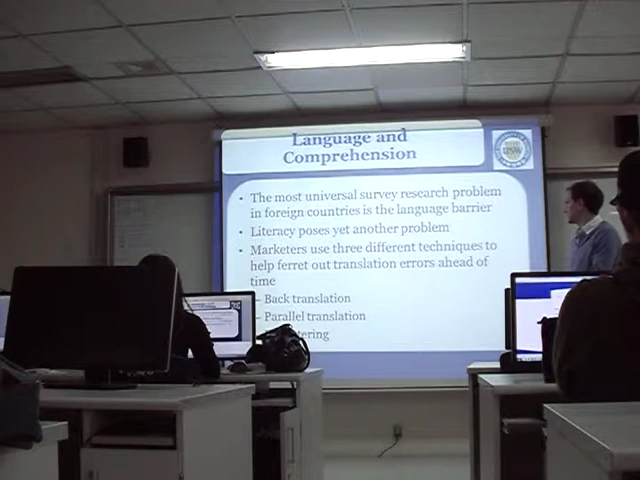 Language and
Comprehension
• The most universal survey research problem
in foreign countries is the language barrier
• Literacy poses yet another problem
• Marketers use three different techniques to
help ferret out translation errors ahead of
time
– Back translation
– Parallel translation